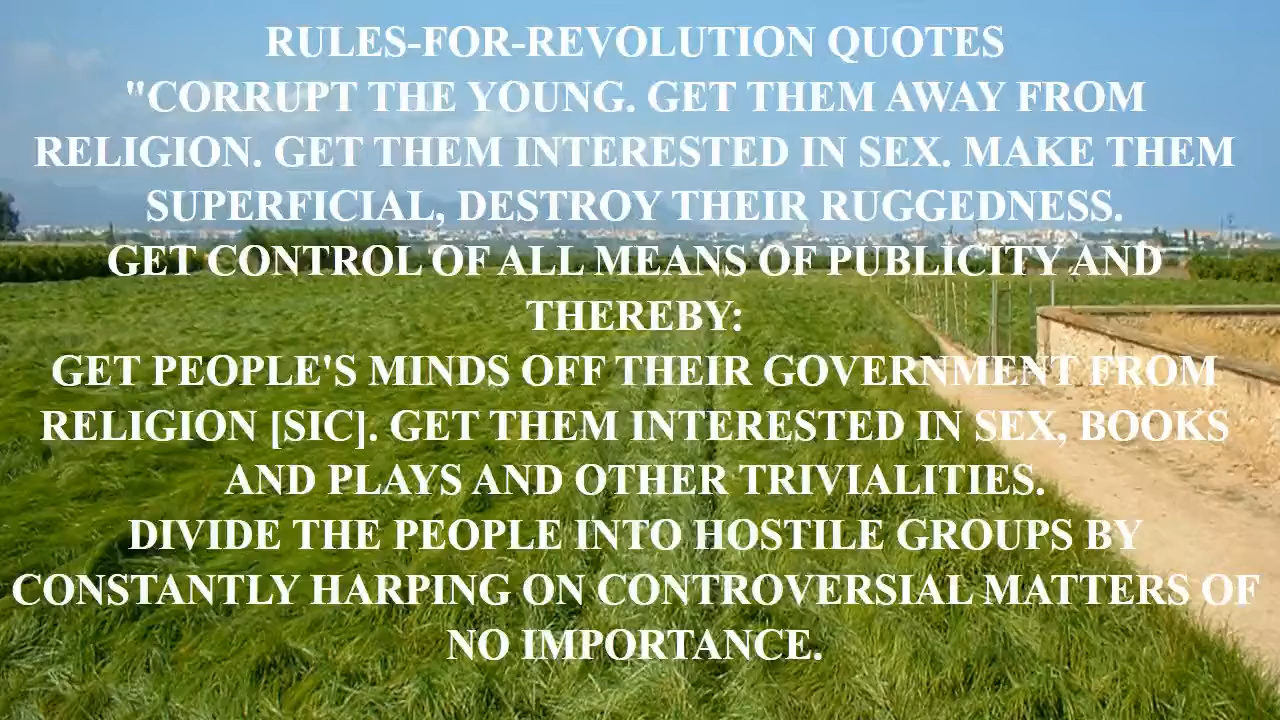 RULES-FOR-REVOLUTION QUOTES
"CORRUPT THE YOUNG. GET THEM AWAY FROM
RELIGION. GET THEM INTERESTED IN SEX. MAKE THEM
SUPERFICIAL, DESTROY THEIR RUGGEDNESS.
GET CONTROL OF ALL MEANS OF PUBLICITY AND
THEREBY:
GET PEOPLE'S MINDS OFF THEIR GOVERNMENT FROM
RELIGION [SIC]. GET THEM INTERESTED IN SEX, BOOKS
AND PLAYS AND OTHER TRIVIALITIES.
DIVIDE THE PEOPLE INTO HOSTILE GROUPS BY
CONSTANTLY HARPING ON CONTROVERSIAL MATTERS OF
NO IMPORTANCE.